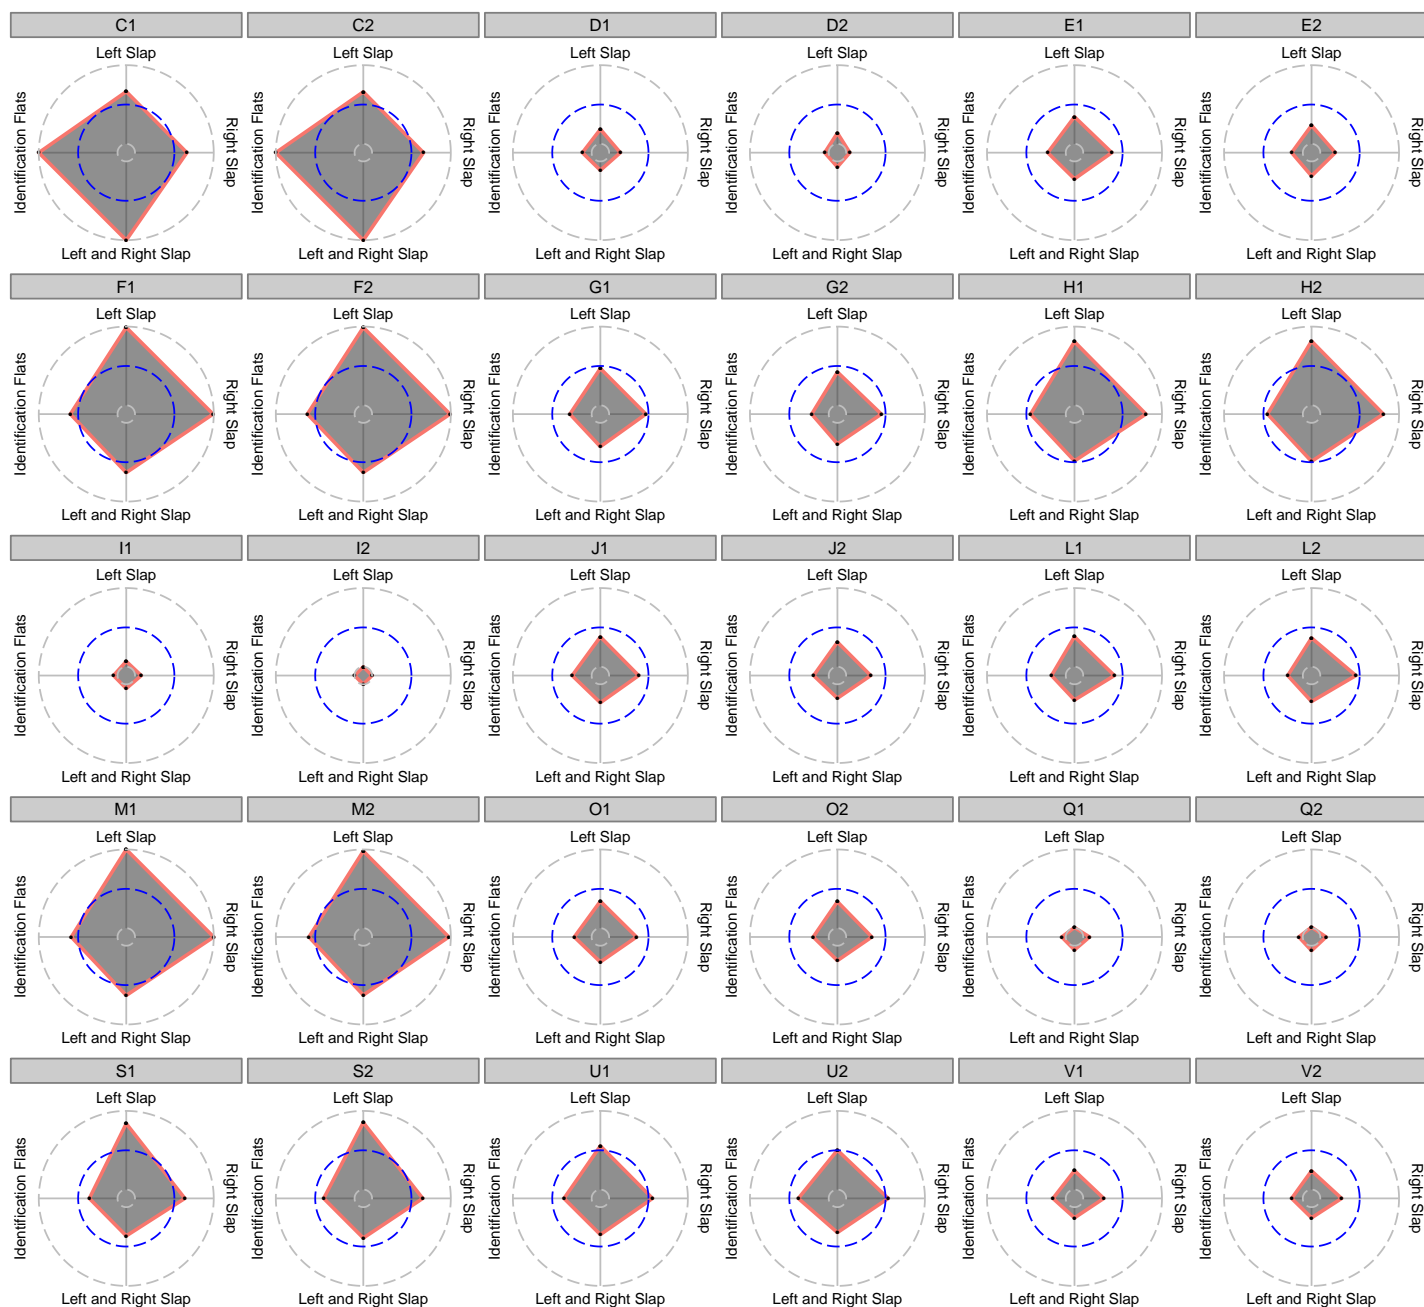 C1 C2 D1 D2 E1 E2
Left Slap Left Slap Left Slap Left Slap Left Slap Left Slap
Identification Flats Right Slap Identification Flats Right Slap Identification Flats Right Slap Identification Flats Right Slap Identification Flats Right Slap Identification Flats Right Slap
Left and Right Slap Left and Right Slap Left and Right Slap Left and Right Slap Left and Right Slap Left and Right Slap
F1 F2 G1 G2 H1 H2
Left Slap Left Slap Left Slap Left Slap Left Slap Left Slap
Identification Flats Right Slap Identification Flats Right Slap Identification Flats Right Slap Identification Flats Right Slap Identification Flats Right Slap Identification Flats Right Slap
Left and Right Slap Left and Right Slap Left and Right Slap Left and Right Slap Left and Right Slap Left and Right Slap
I1 I2 J1 J2 L1 L2
Left Slap Left Slap Left Slap Left Slap Left Slap Left Slap
Identification Flats Right Slap Identification Flats Right Slap Identification Flats Right Slap Identification Flats Right Slap Identification Flats Right Slap Identification Flats Right Slap
Left and Right Slap Left and Right Slap Left and Right Slap Left and Right Slap Left and Right Slap Left and Right Slap
M1 M2 O1 O2 Q1 Q2
Left Slap Left Slap Left Slap Left Slap Left Slap Left Slap
Identification Flats Right Slap Identification Flats Right Slap Identification Flats Right Slap Identification Flats Right Slap Identification Flats Right Slap Identification Flats Right Slap
Left and Right Slap Left and Right Slap Left and Right Slap Left and Right Slap Left and Right Slap Left and Right Slap
S1 S2 U1 U2 V1 V2
Left Slap Left Slap Left Slap Left Slap Left Slap Left Slap
Identification Flats Right Slap Identification Flats Right Slap Identification Flats Right Slap Identification Flats Right Slap Identification Flats Right Slap Identification Flats Right Slap
Left and Right Slap Left and Right Slap Left and Right Slap Left and Right Slap Left and Right Slap Left and Right Slap